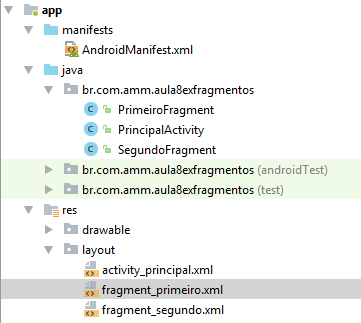 app
manifests
AndroidManifest.xml
java
br.com.amm.aula8exfragmentos
PrimeiroFragment
PrincipalActivity
SegundoFragment
br.com.amm.aula8exfragmentos (androidTest)
br.com.amm.aula8exfragmentos (test)
res
drawable
layout
activity_principal.xml
fragment_primeiro.xml
fragment_segundo.xml